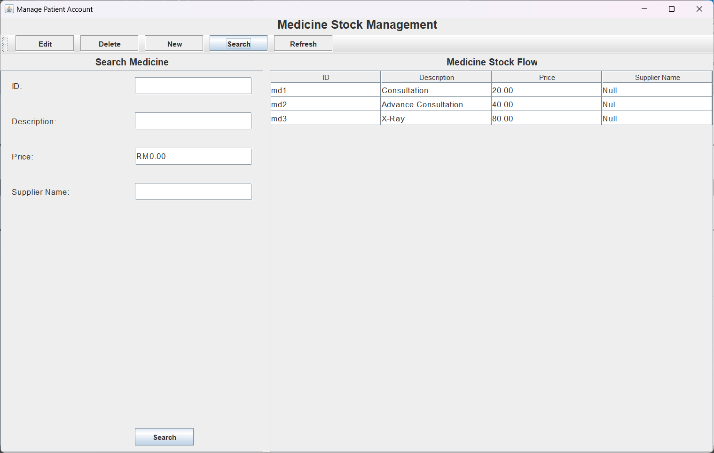 Manage Patient Account
Medicine Stock Management
Edit Delete New Search Refresh
Search Medicine
ID:
Description:
Price: RM0.00
Supplier Name:
Search
Medicine Stock Flow
ID Description Price Supplier Name
md1 Consultation 20.00 Null
md2 Advance Consultation 40.00 Nul
md3 X-Ray 80.00 Null